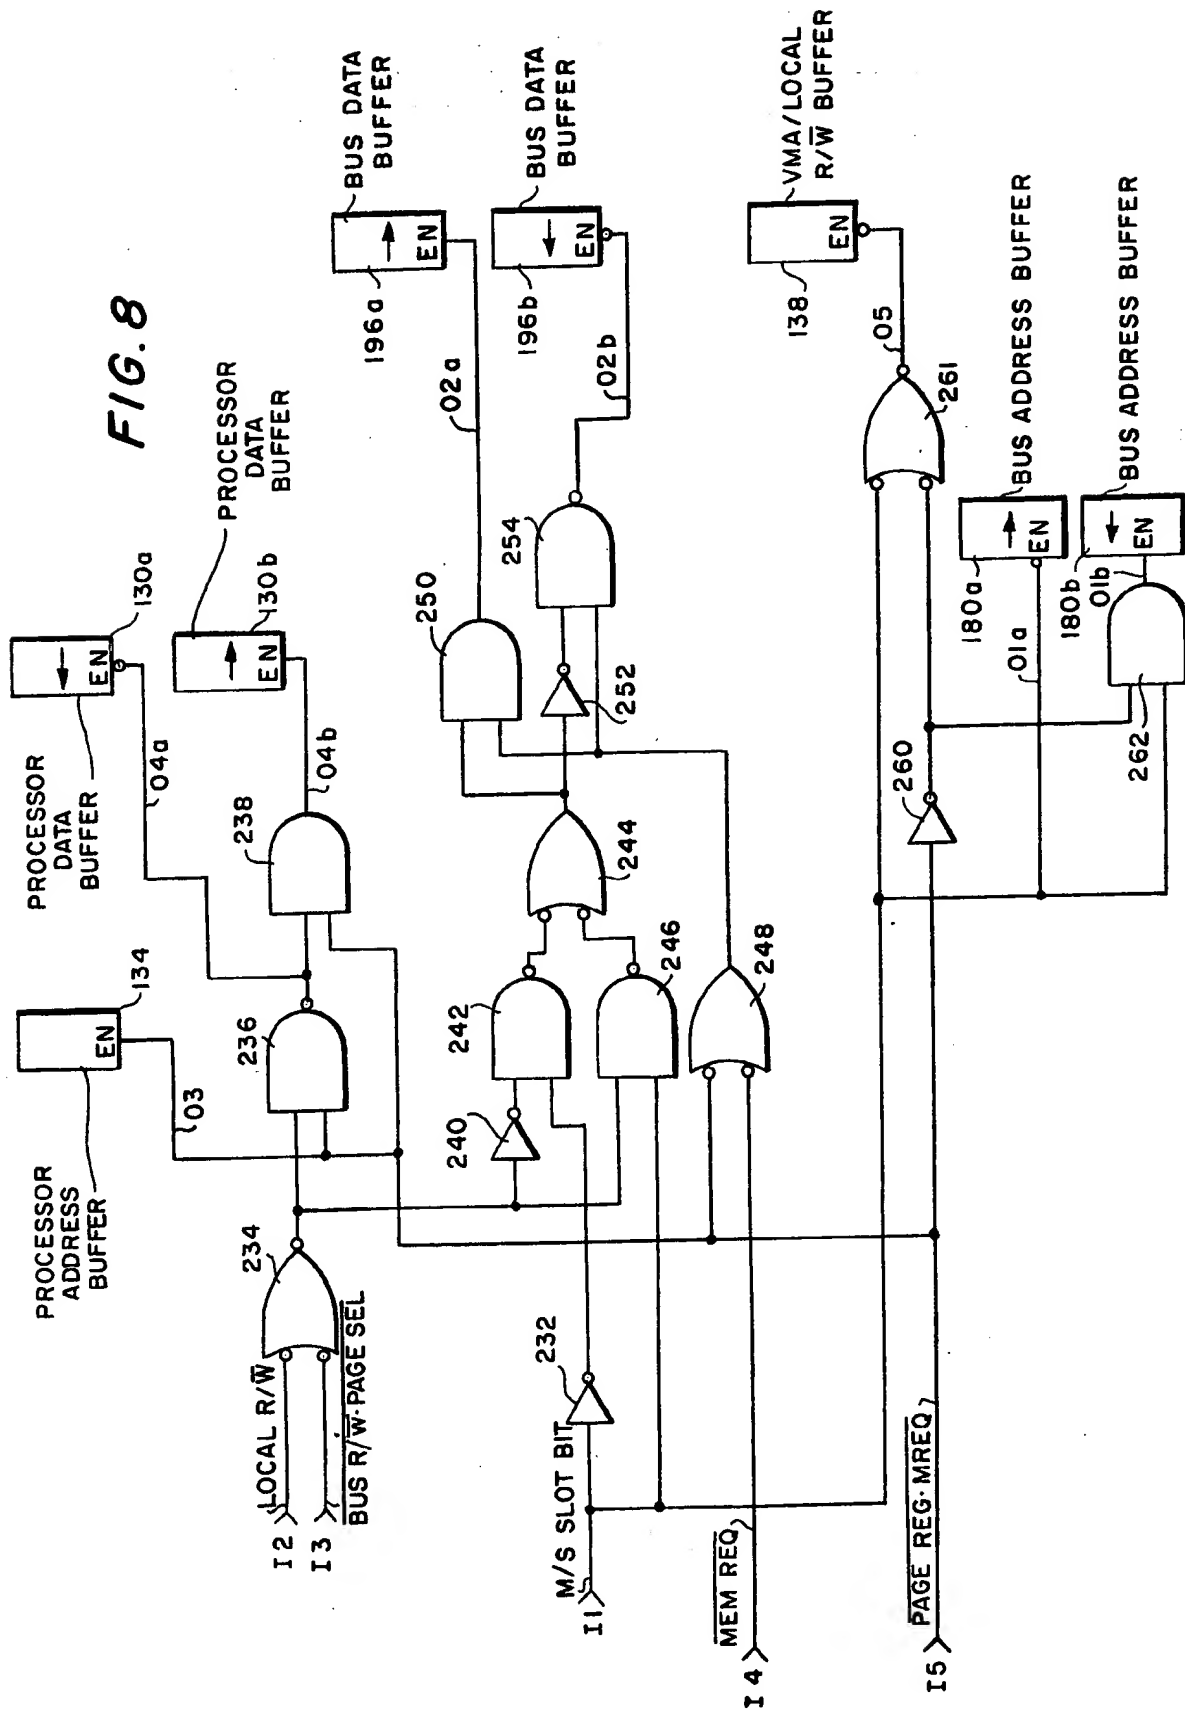 FIG. 8
PROCESSOR
ADDRESS
BUFFER
134
EN
03
PROCESSOR
DATA
BUFFER
130a
EN
04a
PROCESSOR
DATA
BUFFER
130b
EN
04b
BUS DATA
BUFFER
196a
EN
02a
BUS DATA
BUFFER
196b
EN
02b
VMA/LOCAL
R/W̅ BUFFER
138
EN
05
BUS ADDRESS BUFFER
180a
EN
01a
BUS ADDRESS BUFFER
180b
EN
01b
234
236
238
240
242
244
246
248
250
252
254
232
260
261
262
I2
LOCAL R/W̅
I3
BUS R/W̅·PAGE SEL
I1
M/S SLOT BIT
I4
MEM REQ
I5
PAGE REG·MREQ